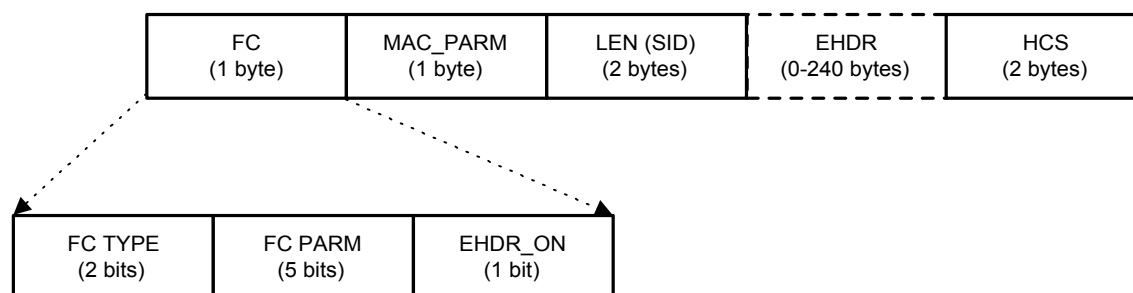 FC
(1 byte)
MAC_PARM
(1 byte)
LEN (SID)
(2 bytes)
EHDR
(0-240 bytes)
HCS
(2 bytes)
FC TYPE
(2 bits)
FC PARM
(5 bits)
EHDR_ON
(1 bit)